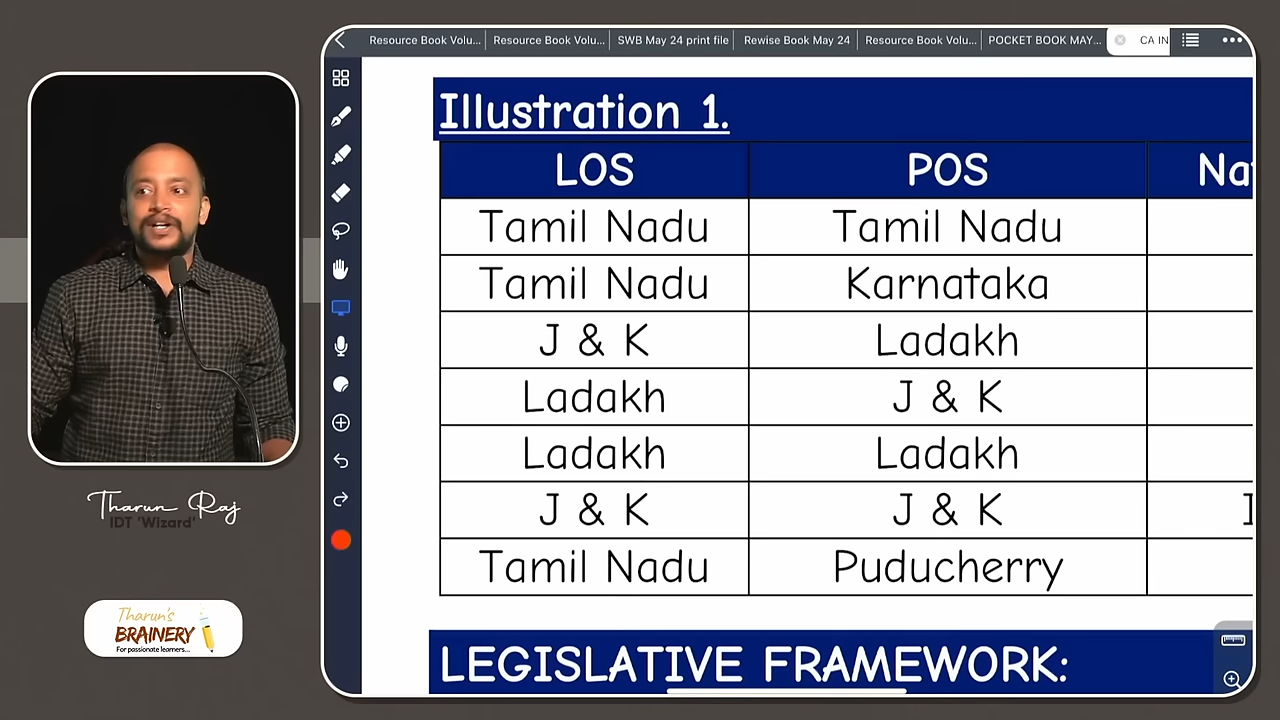 Resource Book Volu... Resource Book Volu... SWB May 24 print file Rewise Book May 24 Resource Book Volu... POCKET BOOK MAY... CA IN
Illustration 1.
LOS POS Na
Tamil Nadu Tamil Nadu
Tamil Nadu Karnataka
J & K Ladakh
Ladakh J & K
Ladakh Ladakh
J & K J & K I
Tamil Nadu Puducherry
LEGISLATIVE FRAMEWORK:
Tharun Raj
IDT 'Wizard'
Tharun's
BRAINERY
For passionate learners...